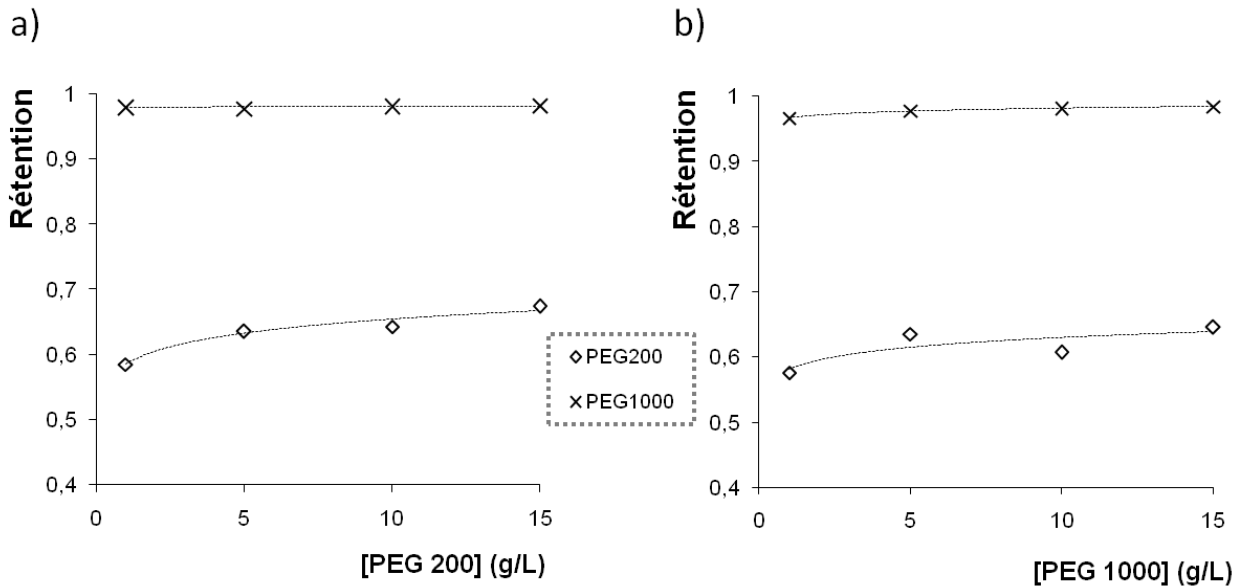 a)
Rétention
1
0,9
0,8
0,7
0,6
0,5
0,4
0 5 10 15
[PEG 200] (g/L)
PEG200
PEG1000
b)
Rétention
1
0,9
0,8
0,7
0,6
0,5
0,4
0 5 10 15
[PEG 1000] (g/L)